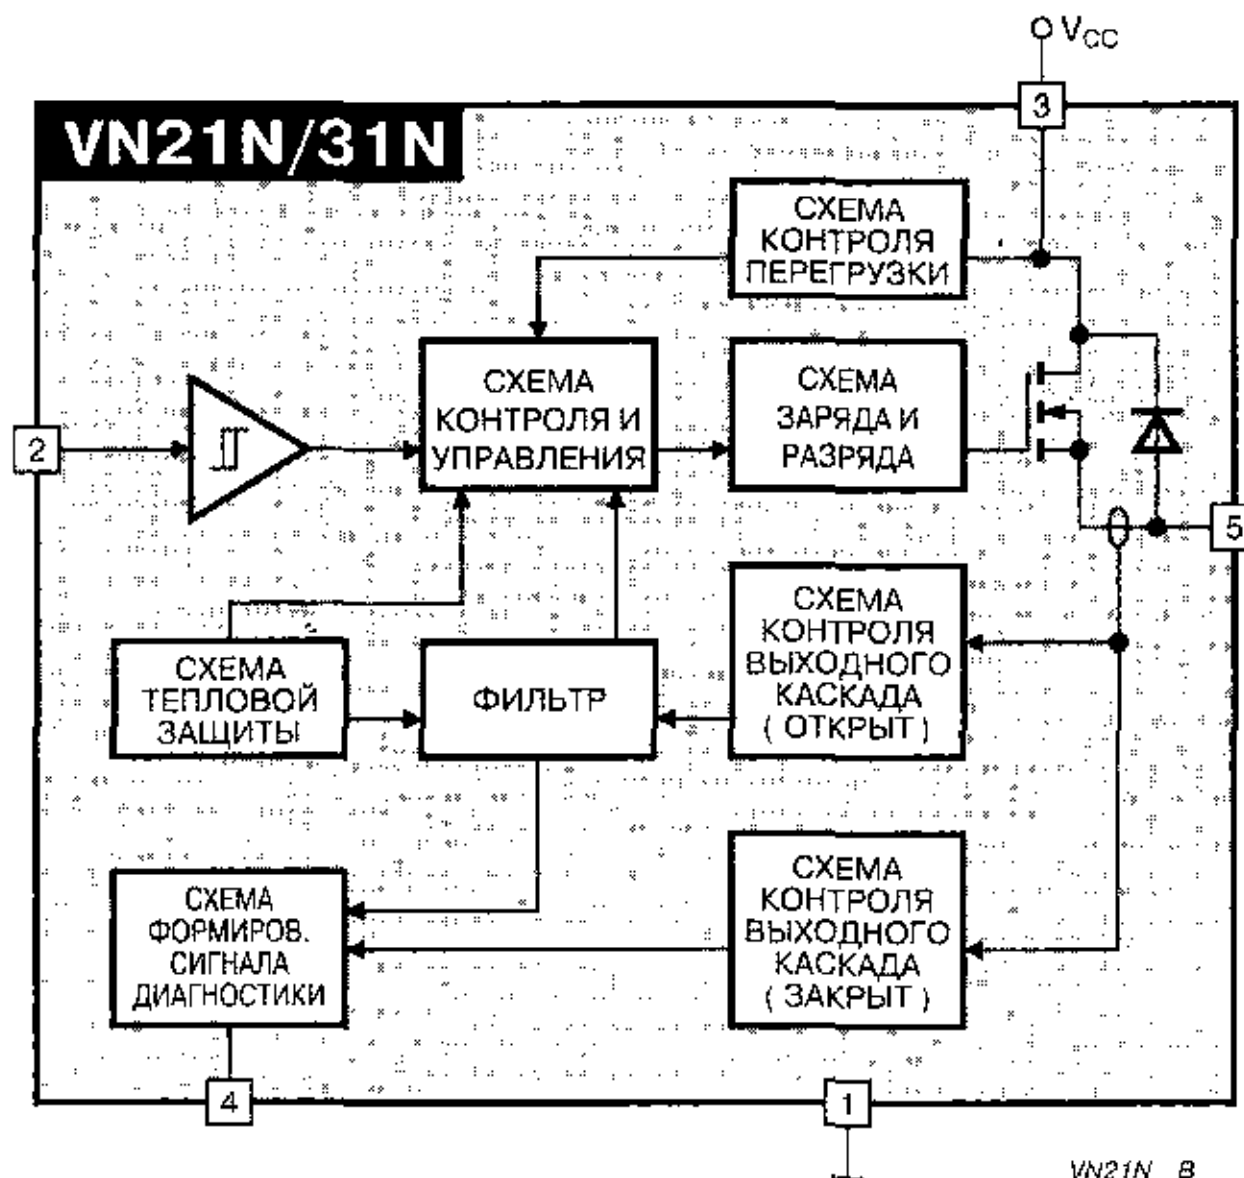 VCC
3
VN21N/31N
СХЕМА
КОНТРОЛЯ
ПЕРЕГРУЗКИ
СХЕМА
КОНТРОЛЯ И
УПРАВЛЕНИЯ
СХЕМА
ЗАРЯДА И
РАЗРЯДА
2
5
СХЕМА
ТЕПЛОВОЙ
ЗАЩИТЫ
ФИЛЬТР
СХЕМА
КОНТРОЛЯ
ВЫХОДНОГО
КАСКАДА
( ОТКРЫТ )
СХЕМА
ФОРМИРОВ.
СИГНАЛА
ДИАГНОСТИКИ
СХЕМА
КОНТРОЛЯ
ВЫХОДНОГО
КАСКАДА
( ЗАКРЫТ )
4
1
VN21N B